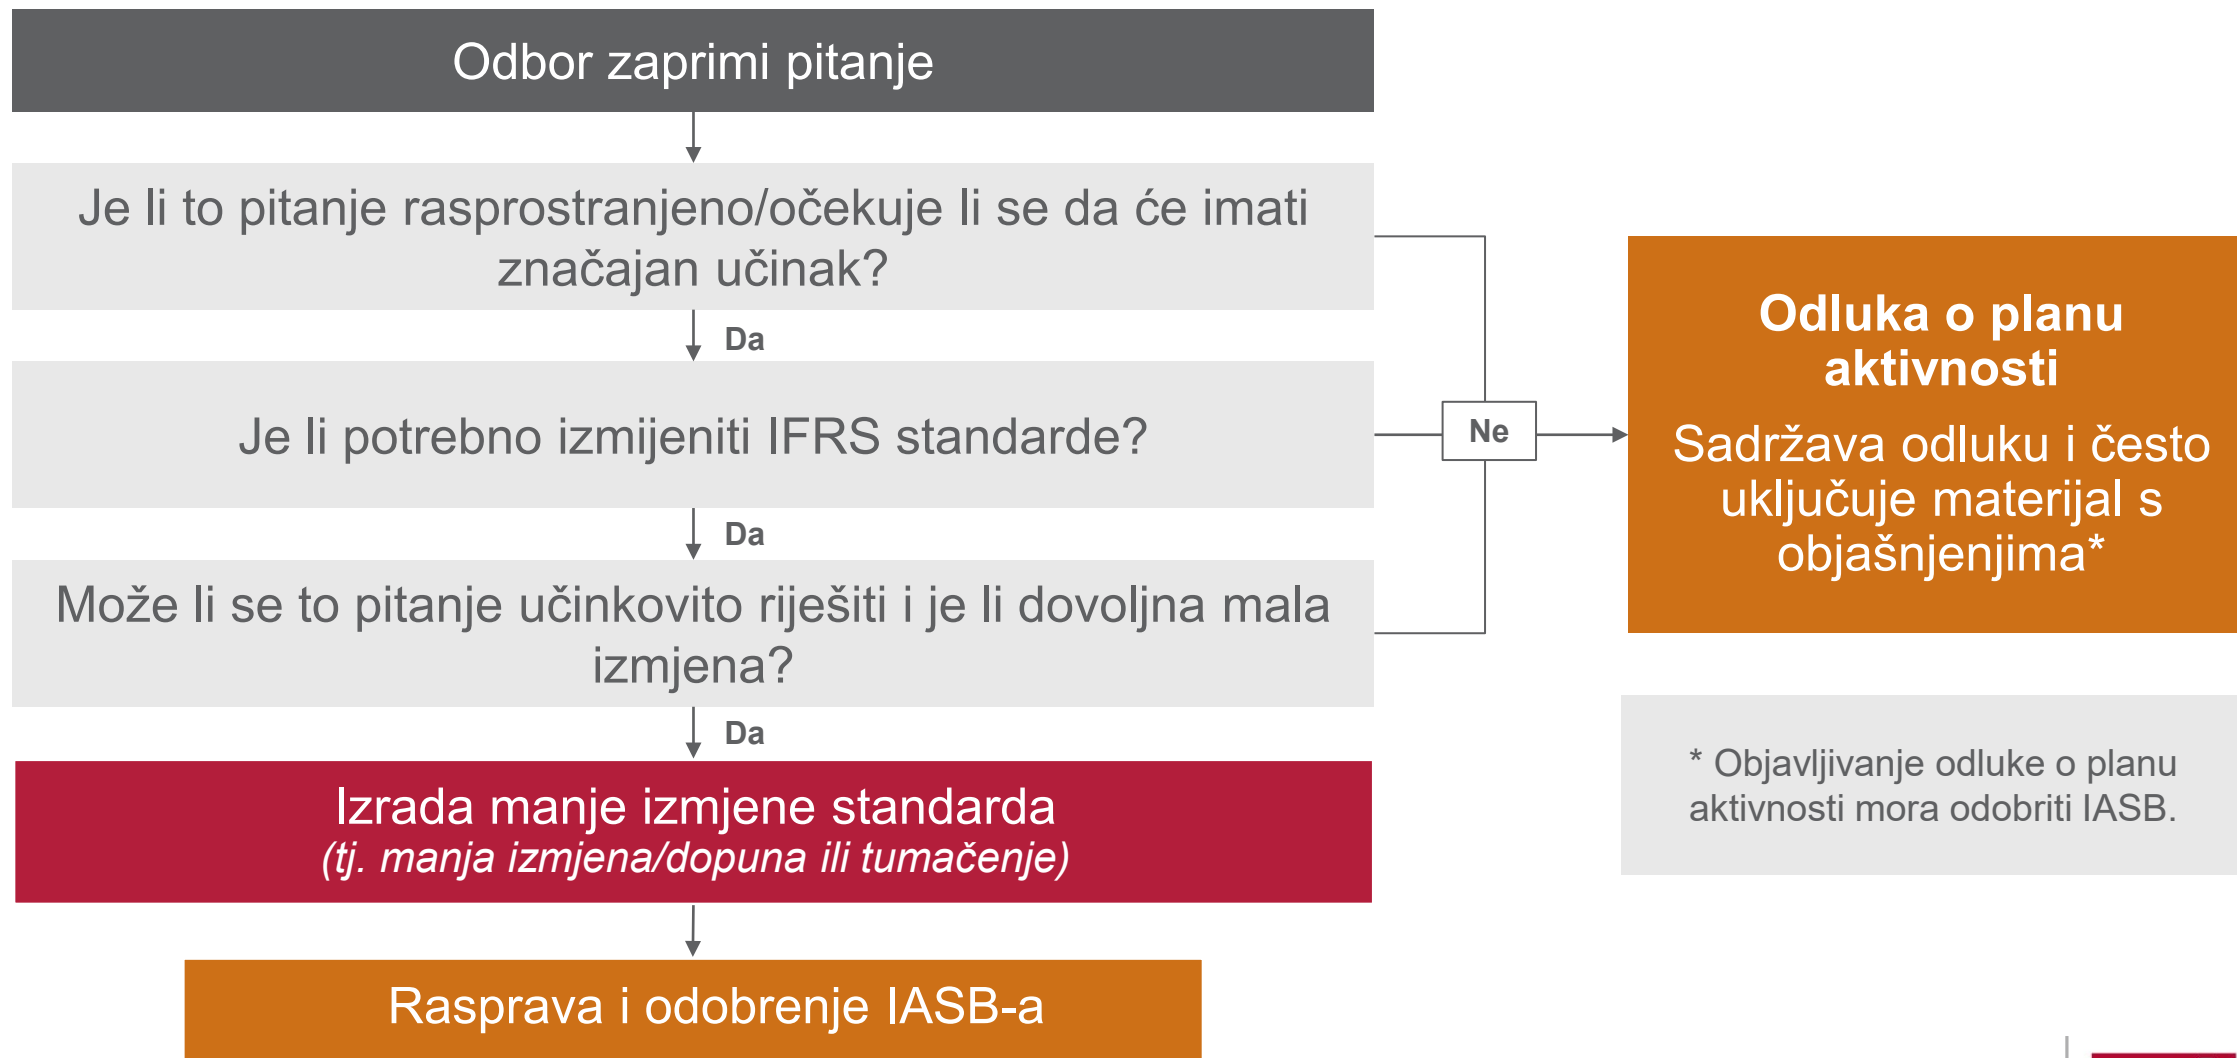 Odbor zaprimi pitanje
Je li to pitanje rasprostranjeno/očekuje li se da će imati
značajan učinak?
Da
Je li potrebno izmijeniti IFRS standarde?
Da
Može li se to pitanje učinkovito riješiti i je li dovoljna mala
izmjena?
Da
Izrada manje izmjene standarda
(tj. manja izmjena/dopuna ili tumačenje)
Rasprava i odobrenje IASB-a
Ne
Odluka o planu
aktivnosti
Sadržava odluku i često
uključuje materijal s
objašnjenjima*
* Objavljivanje odluke o planu
aktivnosti mora odobriti IASB.